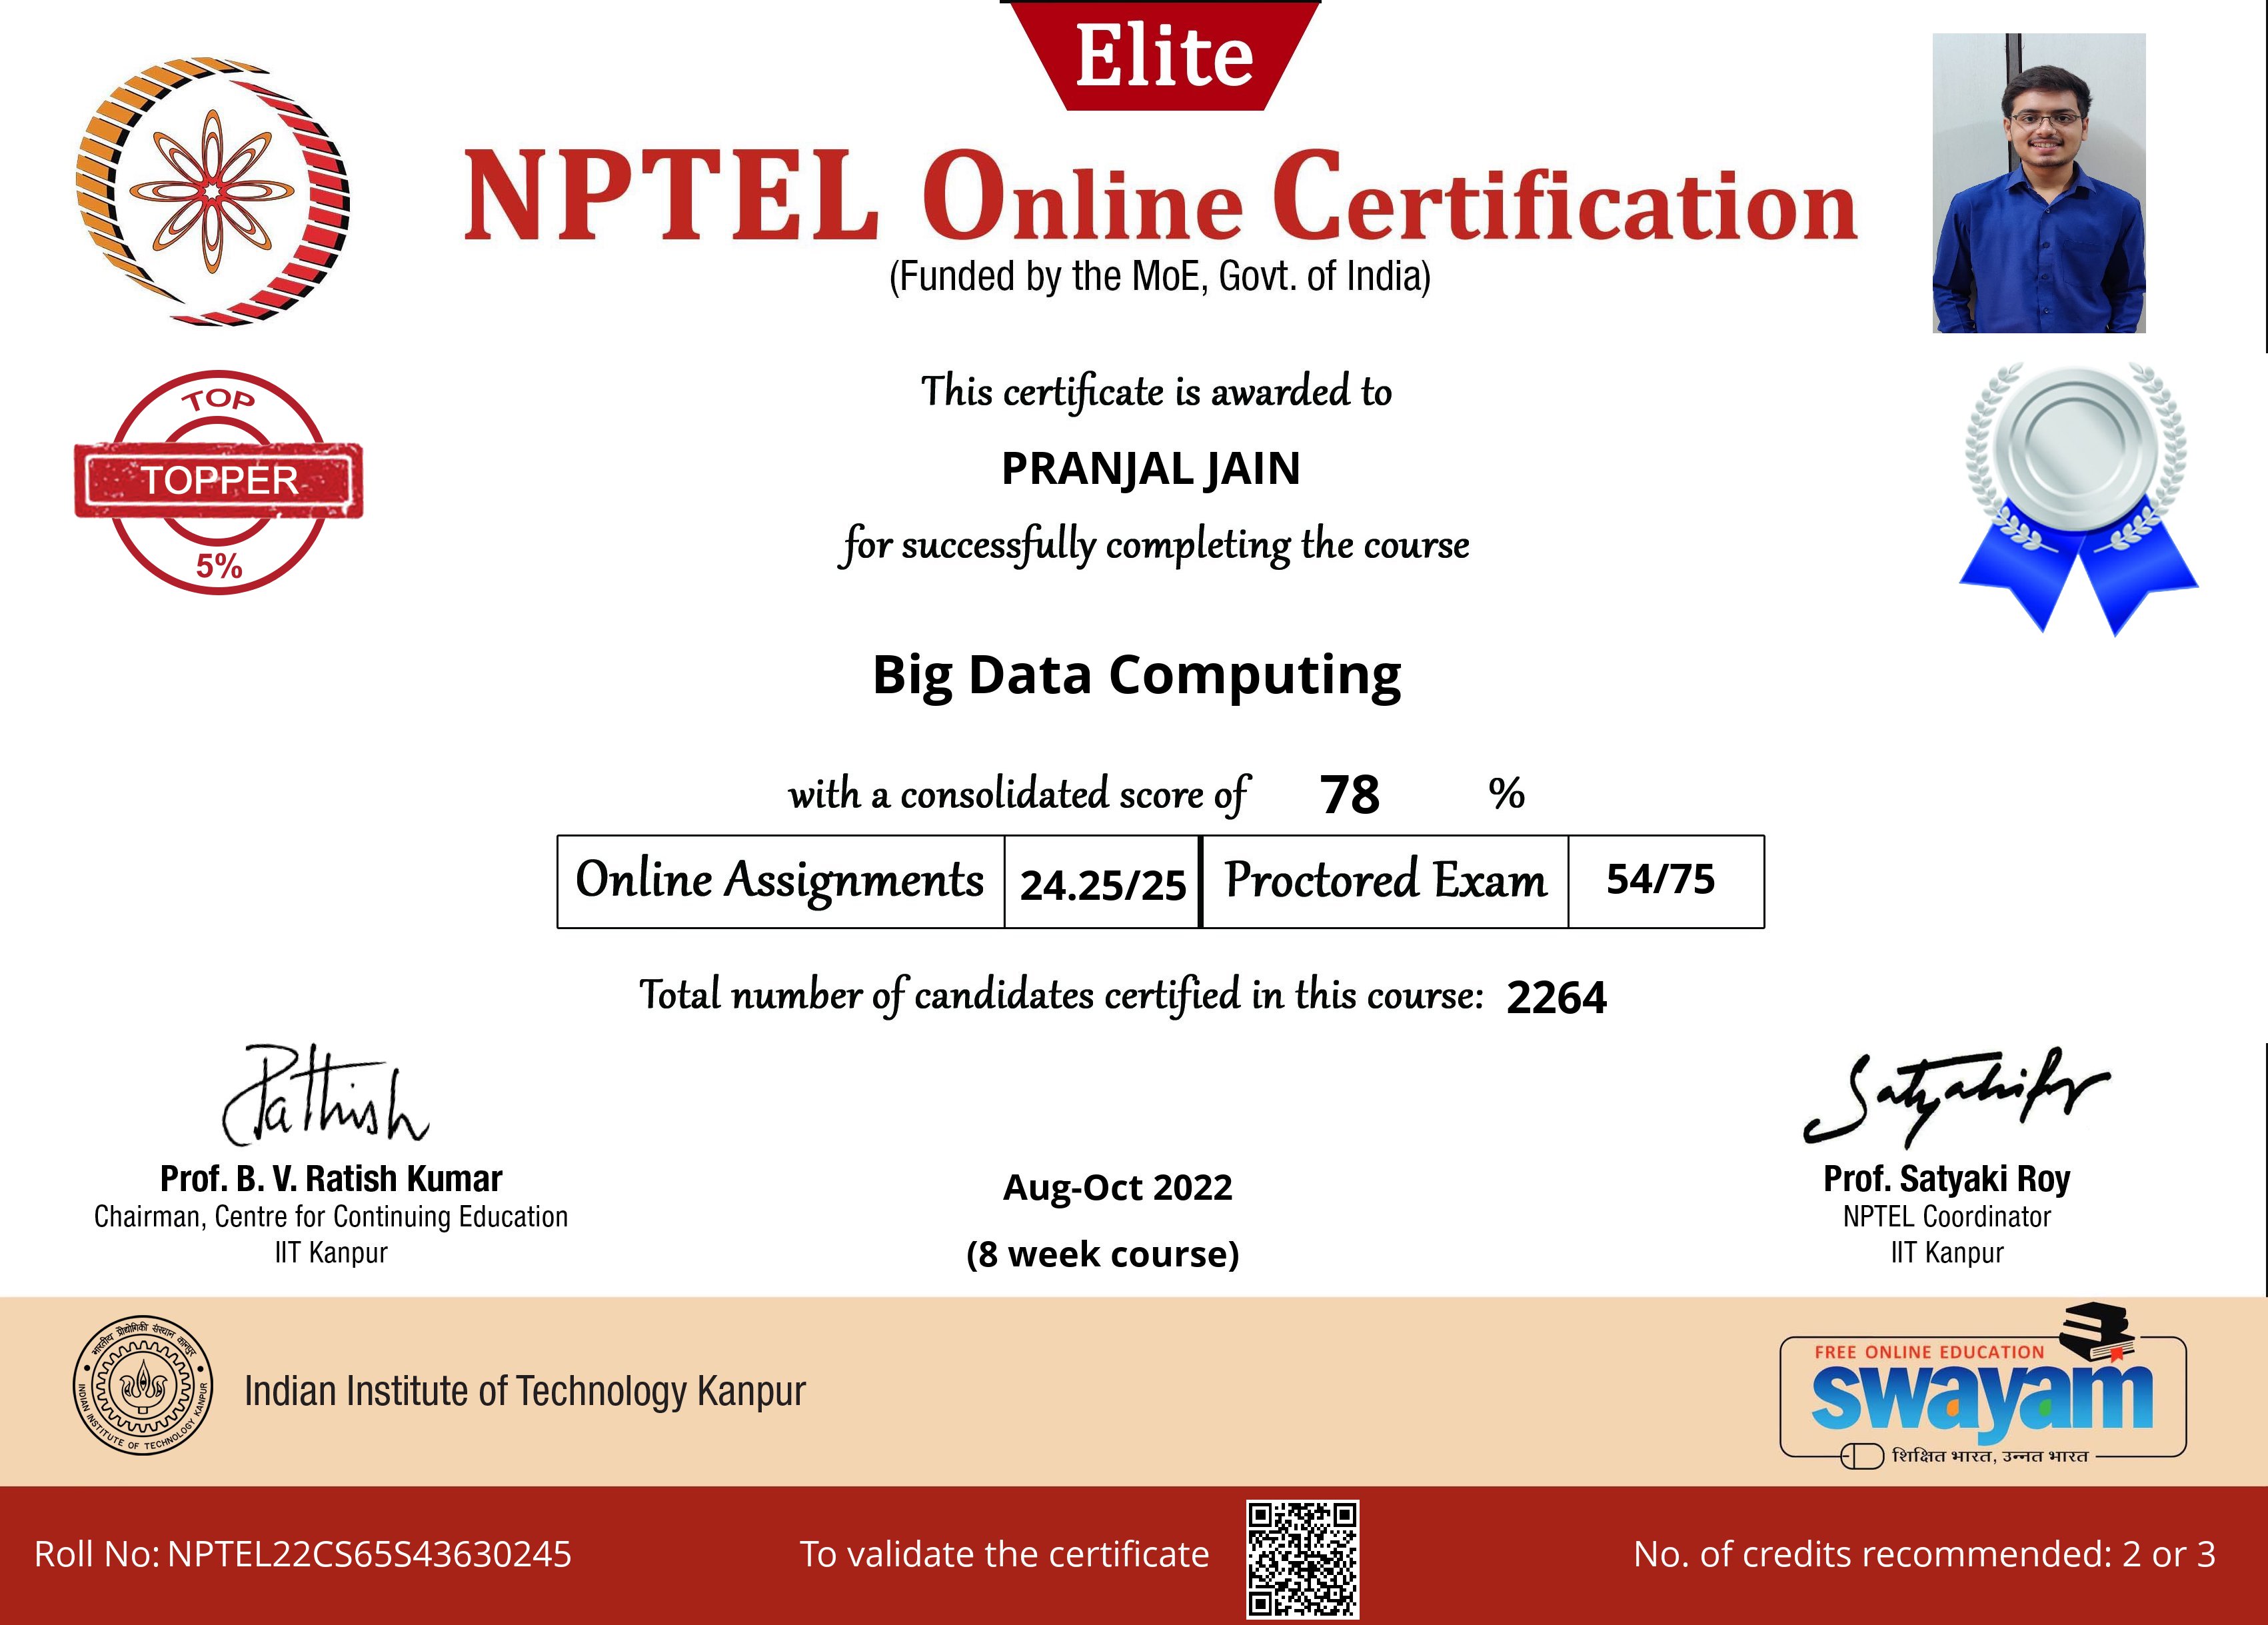 Elite
NPTEL Online Certification
(Funded by the MoE, Govt. of India)
TOP
TOPPER
5%
This certificate is awarded to
PRANJAL JAIN
for successfully completing the course
Big Data Computing
with a consolidated score of 78 %
Online Assignments 24.25/25 Proctored Exam 54/75
Total number of candidates certified in this course: 2264
Prof. B. V. Ratish Kumar
Chairman, Centre for Continuing Education
IIT Kanpur
Aug-Oct 2022
(8 week course)
Prof. Satyaki Roy
NPTEL Coordinator
IIT Kanpur
भारतीय प्रौद्योगिकी संस्थान कानपुर
INDIAN INSTITUTE OF TECHNOLOGY KANPUR
Indian Institute of Technology Kanpur
FREE ONLINE EDUCATION
swayam
शिक्षित भारत, उन्नत भारत
Roll No: NPTEL22CS65S43630245
To validate the certificate
No. of credits recommended: 2 or 3